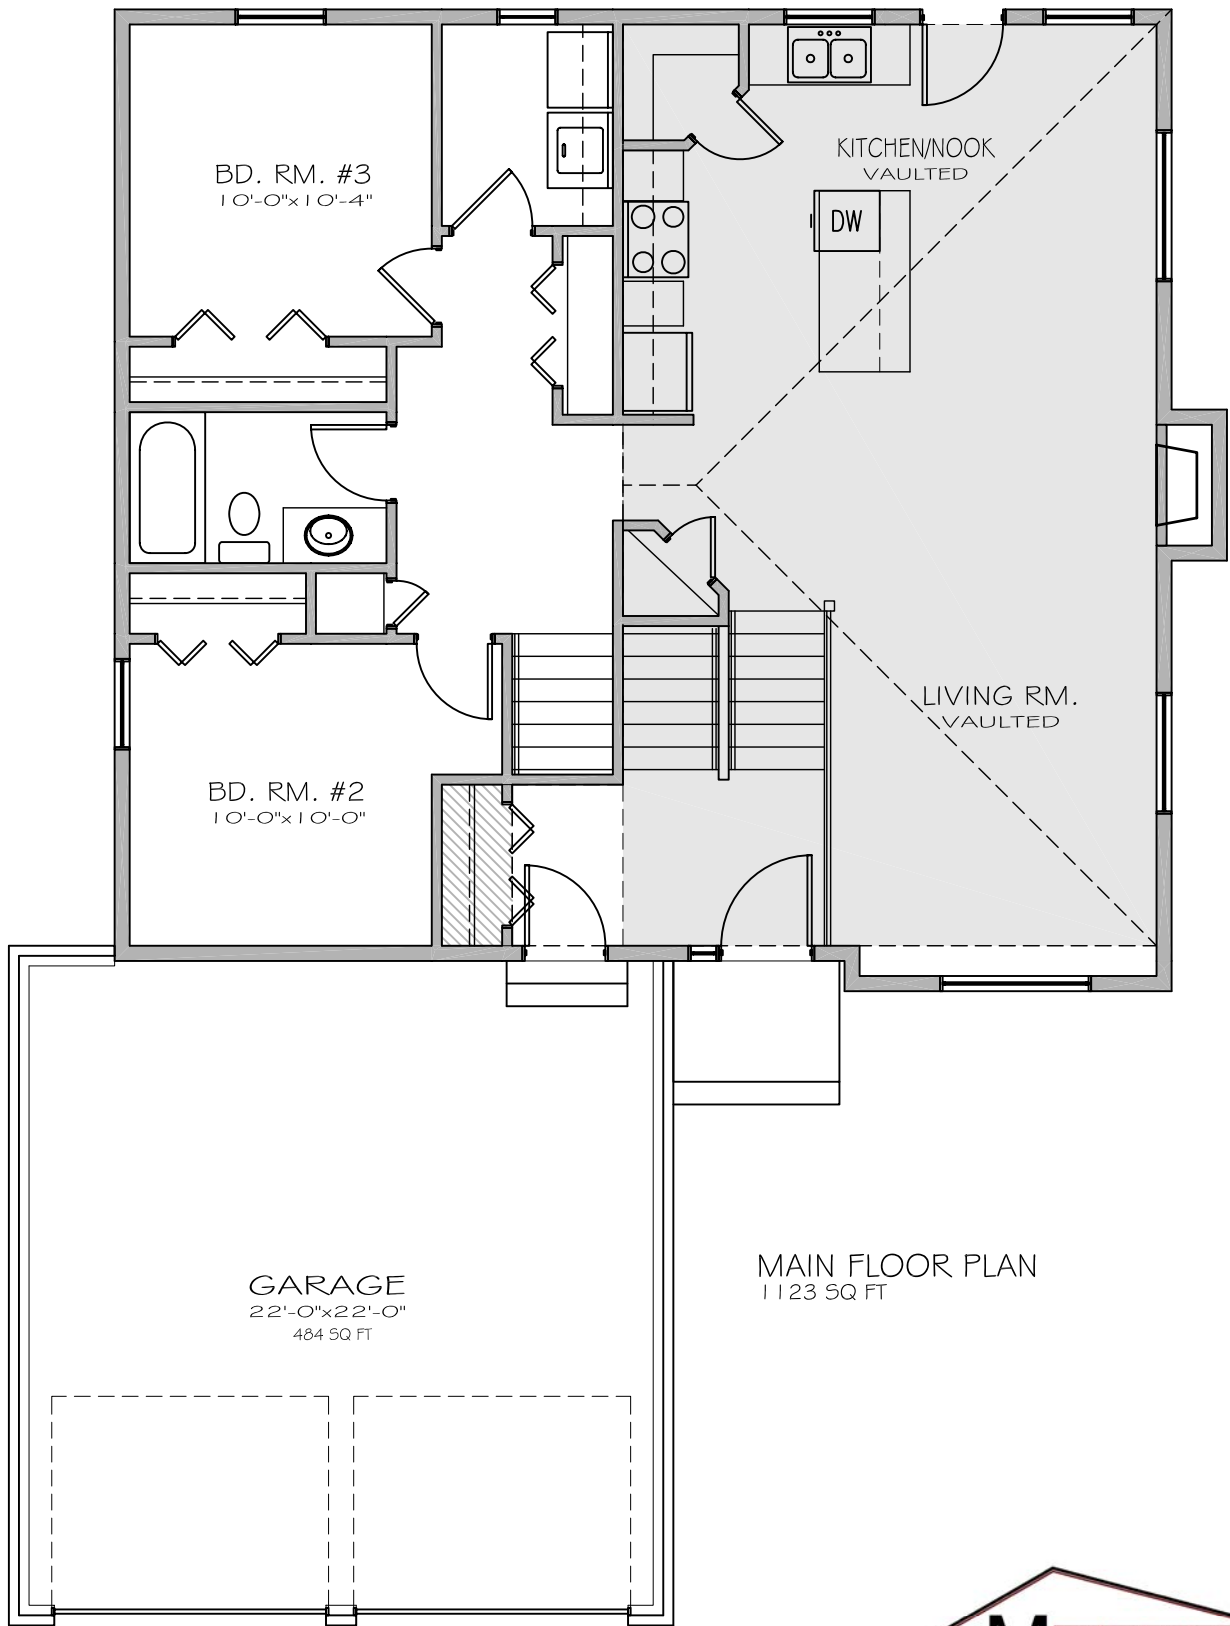 BD. RM. #3
10'-0"x10'-4"
KITCHEN/NOOK
VAULTED
DW
LIVING RM.
VAULTED
BD. RM. #2
10'-0"x10'-0"
MAIN FLOOR PLAN
1123 SQ FT
GARAGE
22'-0"x22'-0"
484 SQ FT